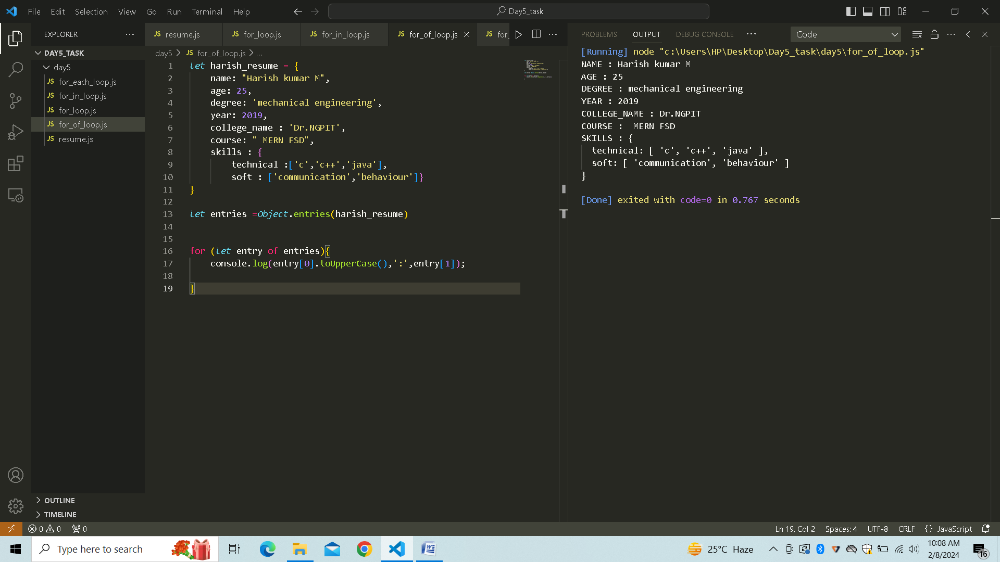 File Edit Selection View Go Run Terminal Help
Day5_task
EXPLORER
DAY5_TASK
day5
JS for_each_loop.js
JS for_in_loop.js
JS for_loop.js
JS for_of_loop.js
JS resume.js
OUTLINE
TIMELINE
JS resume.js JS for_loop.js JS for_in_loop.js JS for_of_loop.js JS for_
day5 > JS for_of_loop.js > ...
1 let harish_resume = {
2 name: "Harish kumar M",
3 age: 25,
4 degree: 'mechanical engineering',
5 year: 2019,
6 college_name : 'Dr.NGPIT',
7 course: " MERN FSD",
8 skills : {
9 technical :['c','c++','java'],
10 soft : ['communication','behaviour']}
11 }
12
13 let entries =Object.entries(harish_resume)
14
15
16 for (let entry of entries){
17 console.log(entry[0].toUpperCase(),':',entry[1]);
18
19 }
PROBLEMS OUTPUT DEBUG CONSOLE ... Code
[Running] node "c:\Users\HP\Desktop\Day5_task\day5\for_of_loop.js"
NAME : Harish kumar M
AGE : 25
DEGREE : mechanical engineering
YEAR : 2019
COLLEGE_NAME : Dr.NGPIT
COURSE :  MERN FSD
SKILLS : {
technical: [ 'c', 'c++', 'java' ],
soft: [ 'communication', 'behaviour' ]
}
[Done] exited with code=0 in 0.767 seconds
0 0 0
Ln 19, Col 2 Spaces: 4 UTF-8 CRLF {} JavaScript
Type here to search
25°C Haze
10:08 AM
2/8/2024
16